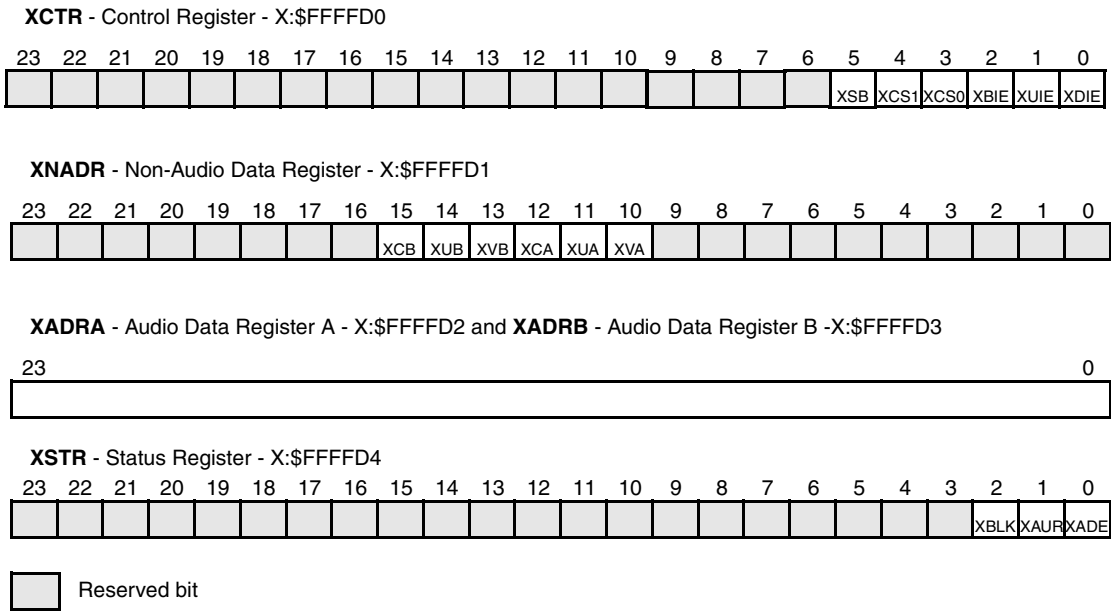 XCTR - Control Register - X:$FFFFD0
23 22 21 20 19 18 17 16 15 14 13 12 11 10 9 8 7 6 5 4 3 2 1 0
XSB XCS1 XCS0 XBIE XUIE XDIE
XNADR - Non-Audio Data Register - X:$FFFFD1
23 22 21 20 19 18 17 16 15 14 13 12 11 10 9 8 7 6 5 4 3 2 1 0
XCB XUB XVB XCA XUA XVA
XADRA - Audio Data Register A - X:$FFFFD2 and XADRB - Audio Data Register B -X:$FFFFD3
23 0
XSTR - Status Register - X:$FFFFD4
23 22 21 20 19 18 17 16 15 14 13 12 11 10 9 8 7 6 5 4 3 2 1 0
XBLK XAUR XADE
Reserved bit